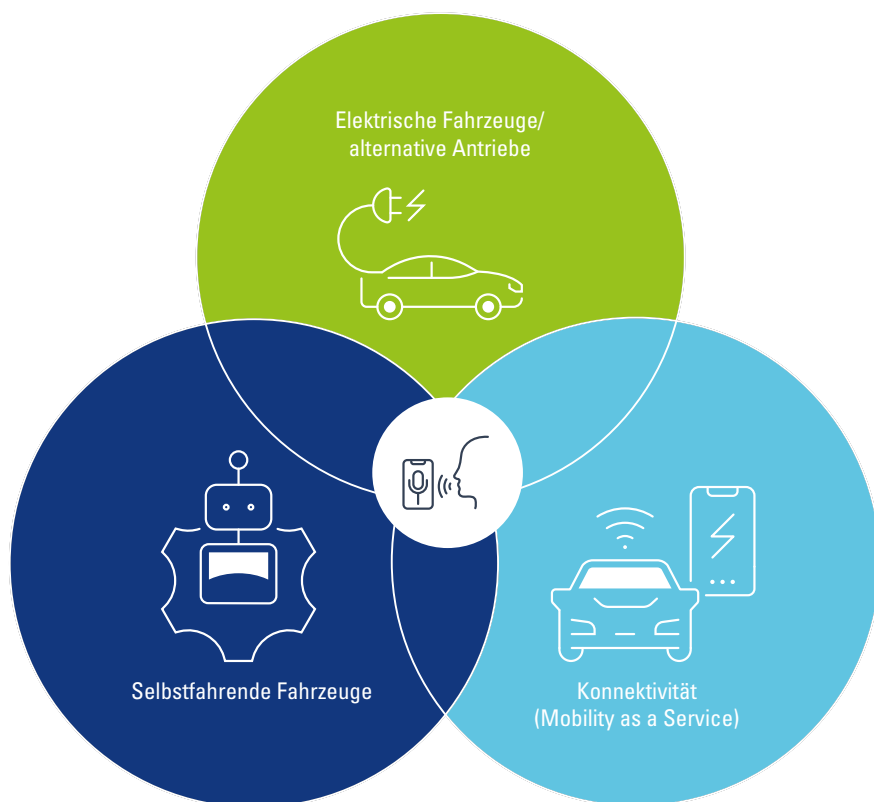 Elektrische Fahrzeuge/
alternative Antriebe
Selbstfahrende Fahrzeuge
Konnektivität
(Mobility as a Service)